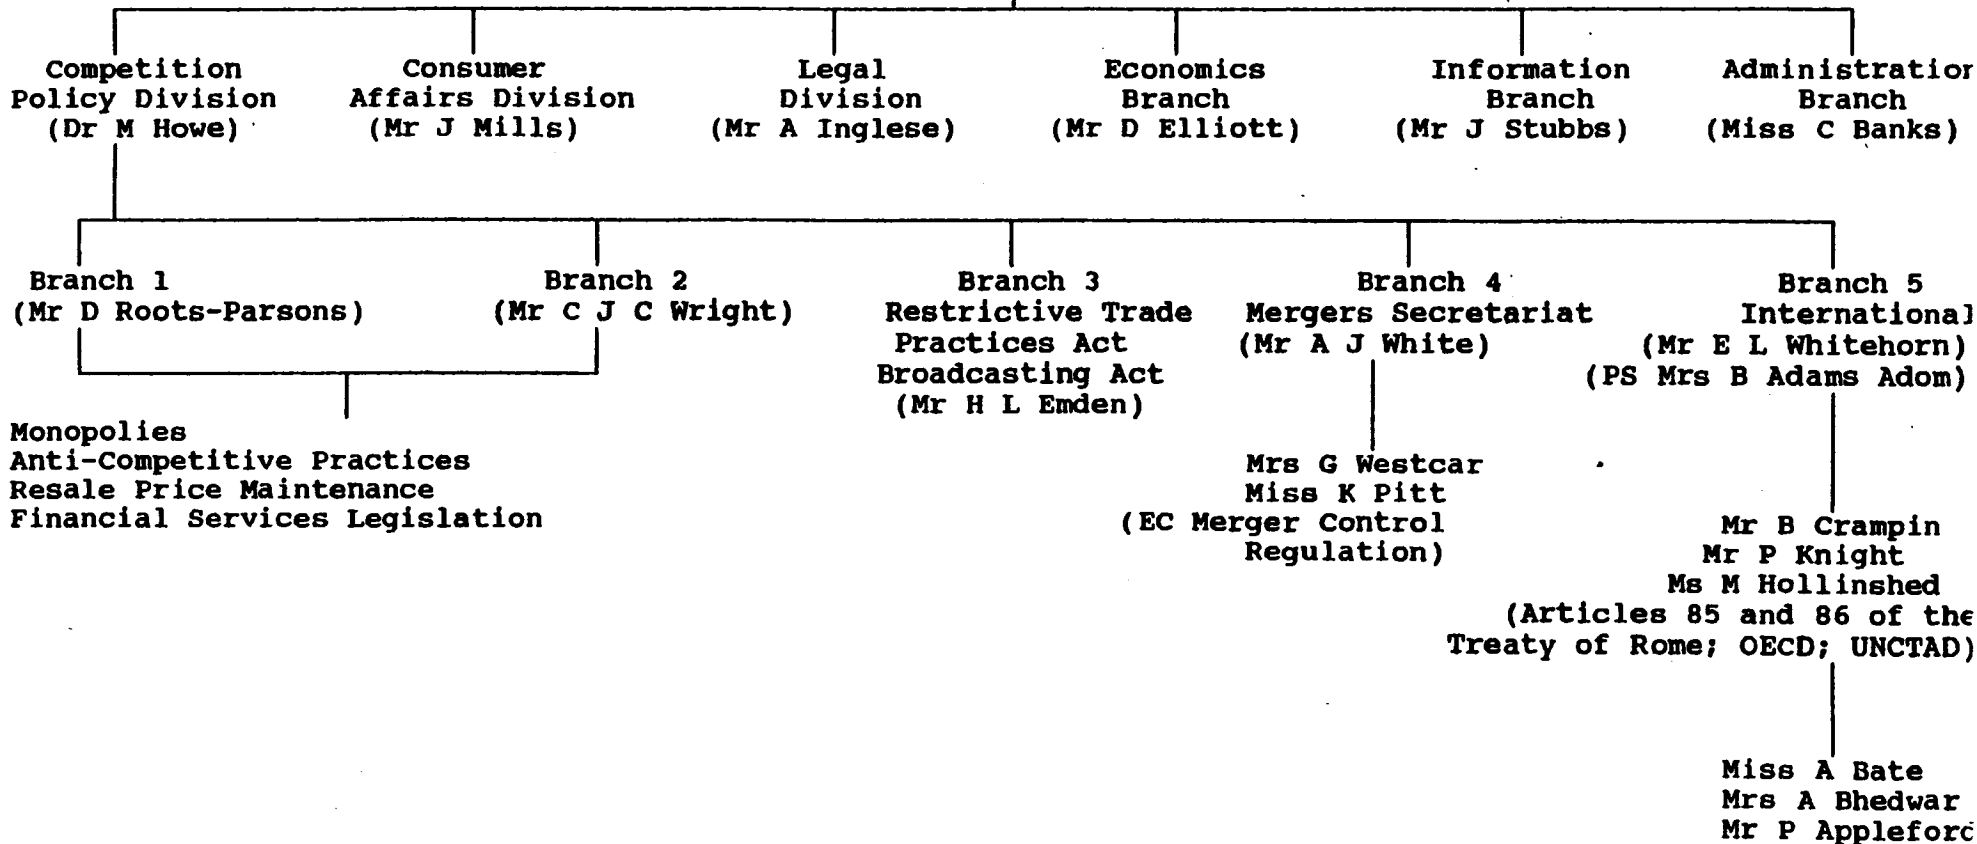 Competition
Policy Division
(Dr M Howe)
Consumer
Affairs Division
(Mr J Mills)
Legal
Division
(Mr A Inglese)
Economics
Branch
(Mr D Elliott)
Information
Branch
(Mr J Stubbs)
Administration
Branch
(Miss C Banks)
Branch 1
(Mr D Roots-Parsons)
Branch 2
(Mr C J C Wright)
Monopolies
Anti-Competitive Practices
Resale Price Maintenance
Financial Services Legislation
Branch 3
Restrictive Trade
Practices Act
Broadcasting Act
(Mr H L Emden)
Branch 4
Mergers Secretariat
(Mr A J White)
Mrs G Westcar
Miss K Pitt
(EC Merger Control
Regulation)
Branch 5
International
(Mr E L Whitehorn)
(PS Mrs B Adams Adom)
Mr B Crampin
Mr P Knight
Ms M Hollinshed
(Articles 85 and 86 of the
Treaty of Rome; OECD; UNCTAD)
Miss A Bate
Mrs A Bhedwar
Mr P Appleford